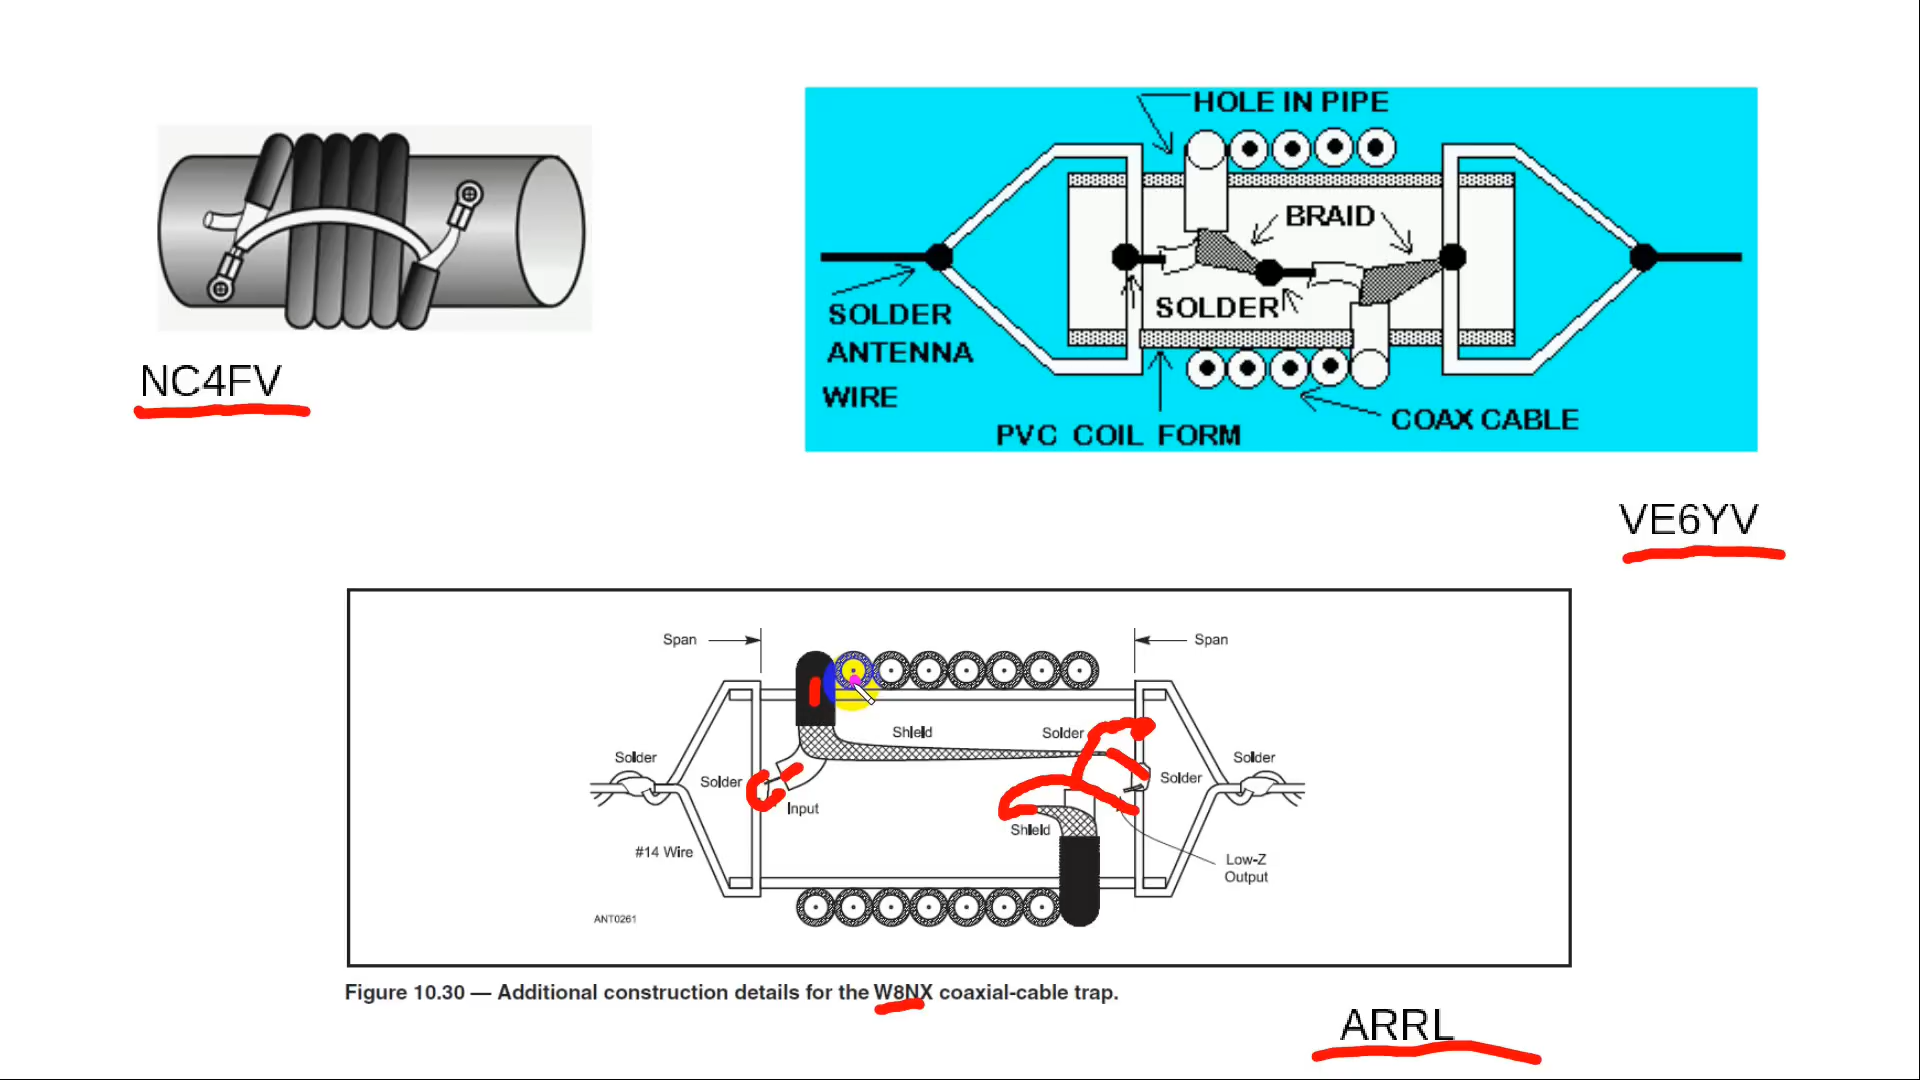 HOLE IN PIPE
BRAID
SOLDER
SOLDER
ANTENNA
WIRE
PVC COIL FORM
COAX CABLE
NC4FV
VE6YV
Span
Span
Shield
Solder
Solder
Solder
Solder
Solder
Input
Shield
#14 Wire
Low-Z
Output
ANT0261
Figure 10.30 — Additional construction details for the W8NX coaxial-cable trap.
ARRL